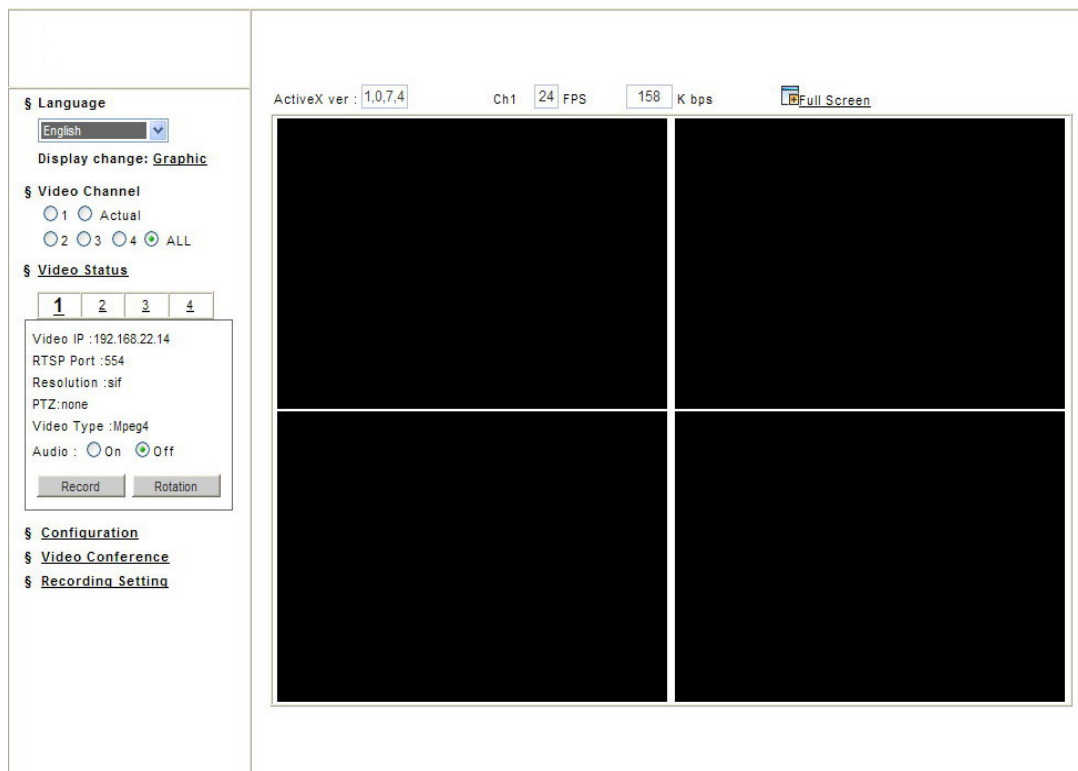 § Language
English
Display change: Graphic
§ Video Channel
1 Actual
2 3 4 ALL
§ Video Status
1 2 3 4
Video IP :192.168.22.14
RTSP Port :554
Resolution :sif
PTZ:none
Video Type :Mpeg4
Audio : On Off
Record Rotation
§ Configuration
§ Video Conference
§ Recording Setting
ActiveX ver : 1,0,7,4 Ch1 24 FPS 158 K bps Full Screen